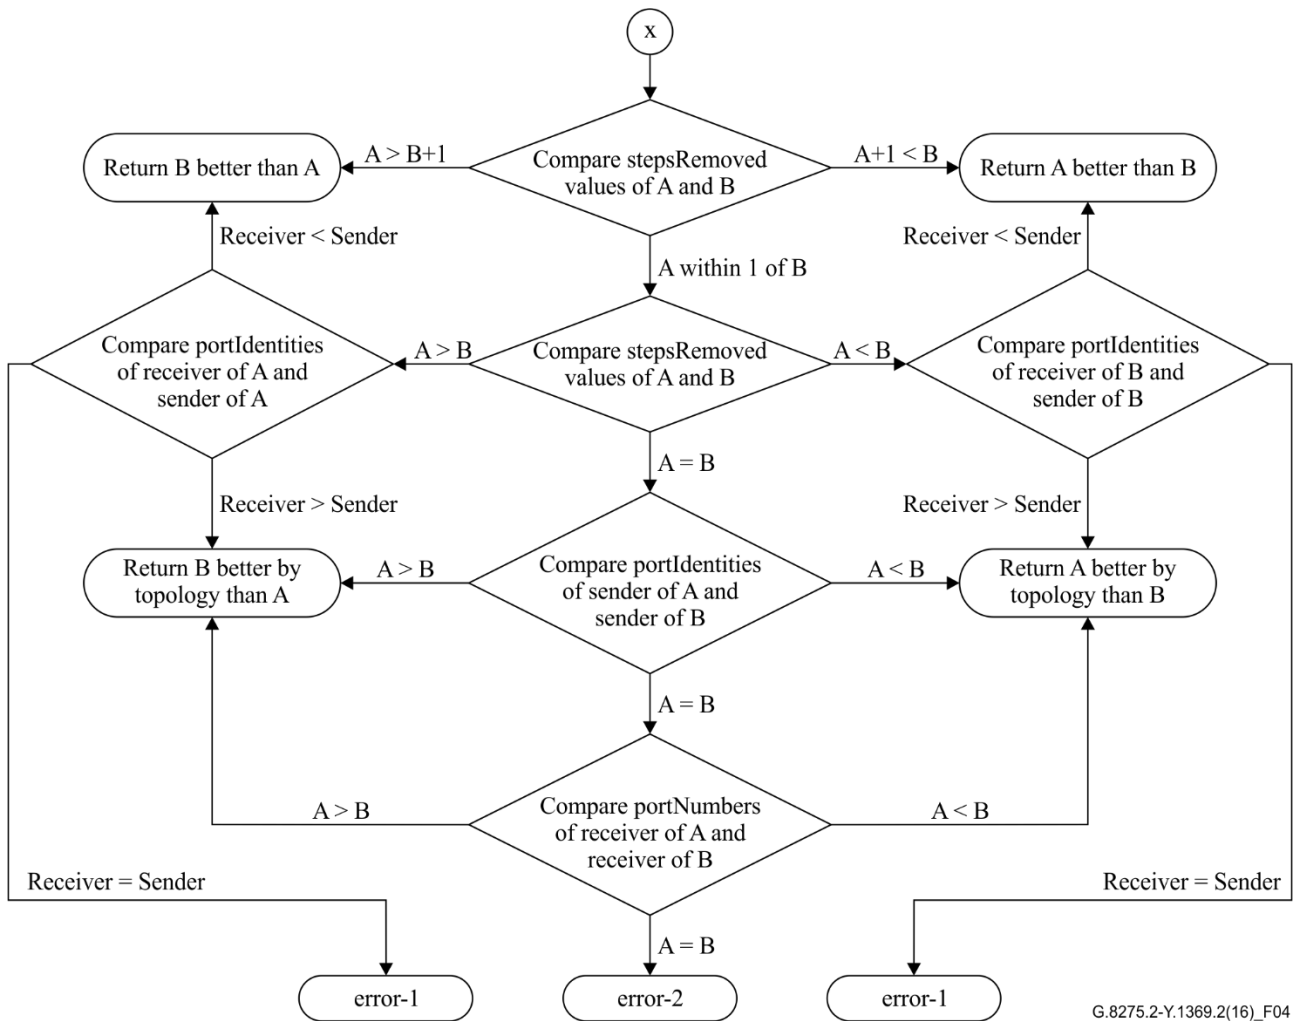 x
Return B better than A
A > B+1
Compare stepsRemoved
values of A and B
A+1 < B
Return A better than B
Receiver < Sender
Receiver < Sender
A within 1 of B
Compare portIdentities
of receiver of A and
sender of A
A > B
Compare stepsRemoved
values of A and B
A < B
Compare portIdentities
of receiver of B and
sender of B
A = B
Receiver > Sender
Receiver > Sender
Return B better by
topology than A
A > B
Compare portIdentities
of sender of A and
sender of B
A < B
Return A better by
topology than B
A = B
A > B
Compare portNumbers
of receiver of A and
receiver of B
A < B
Receiver = Sender
Receiver = Sender
A = B
error-1
error-2
error-1
G.8275.2-Y.1369.2(16)_F04